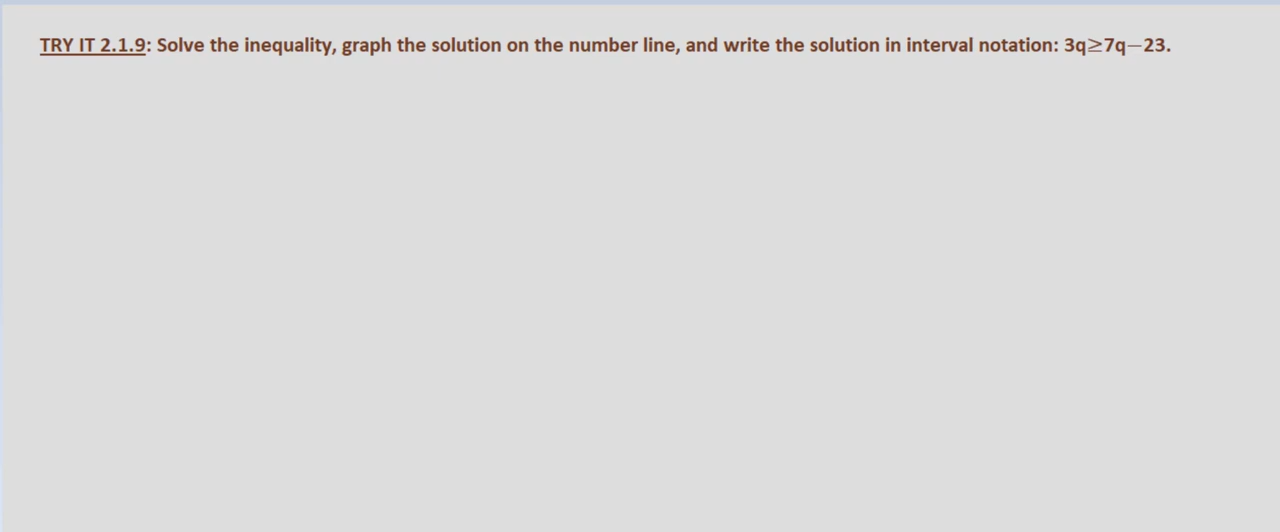 TRY IT 2.1.9: Solve the inequality, graph the solution on the number line, and write the solution in interval notation: 3q≥7q−23.